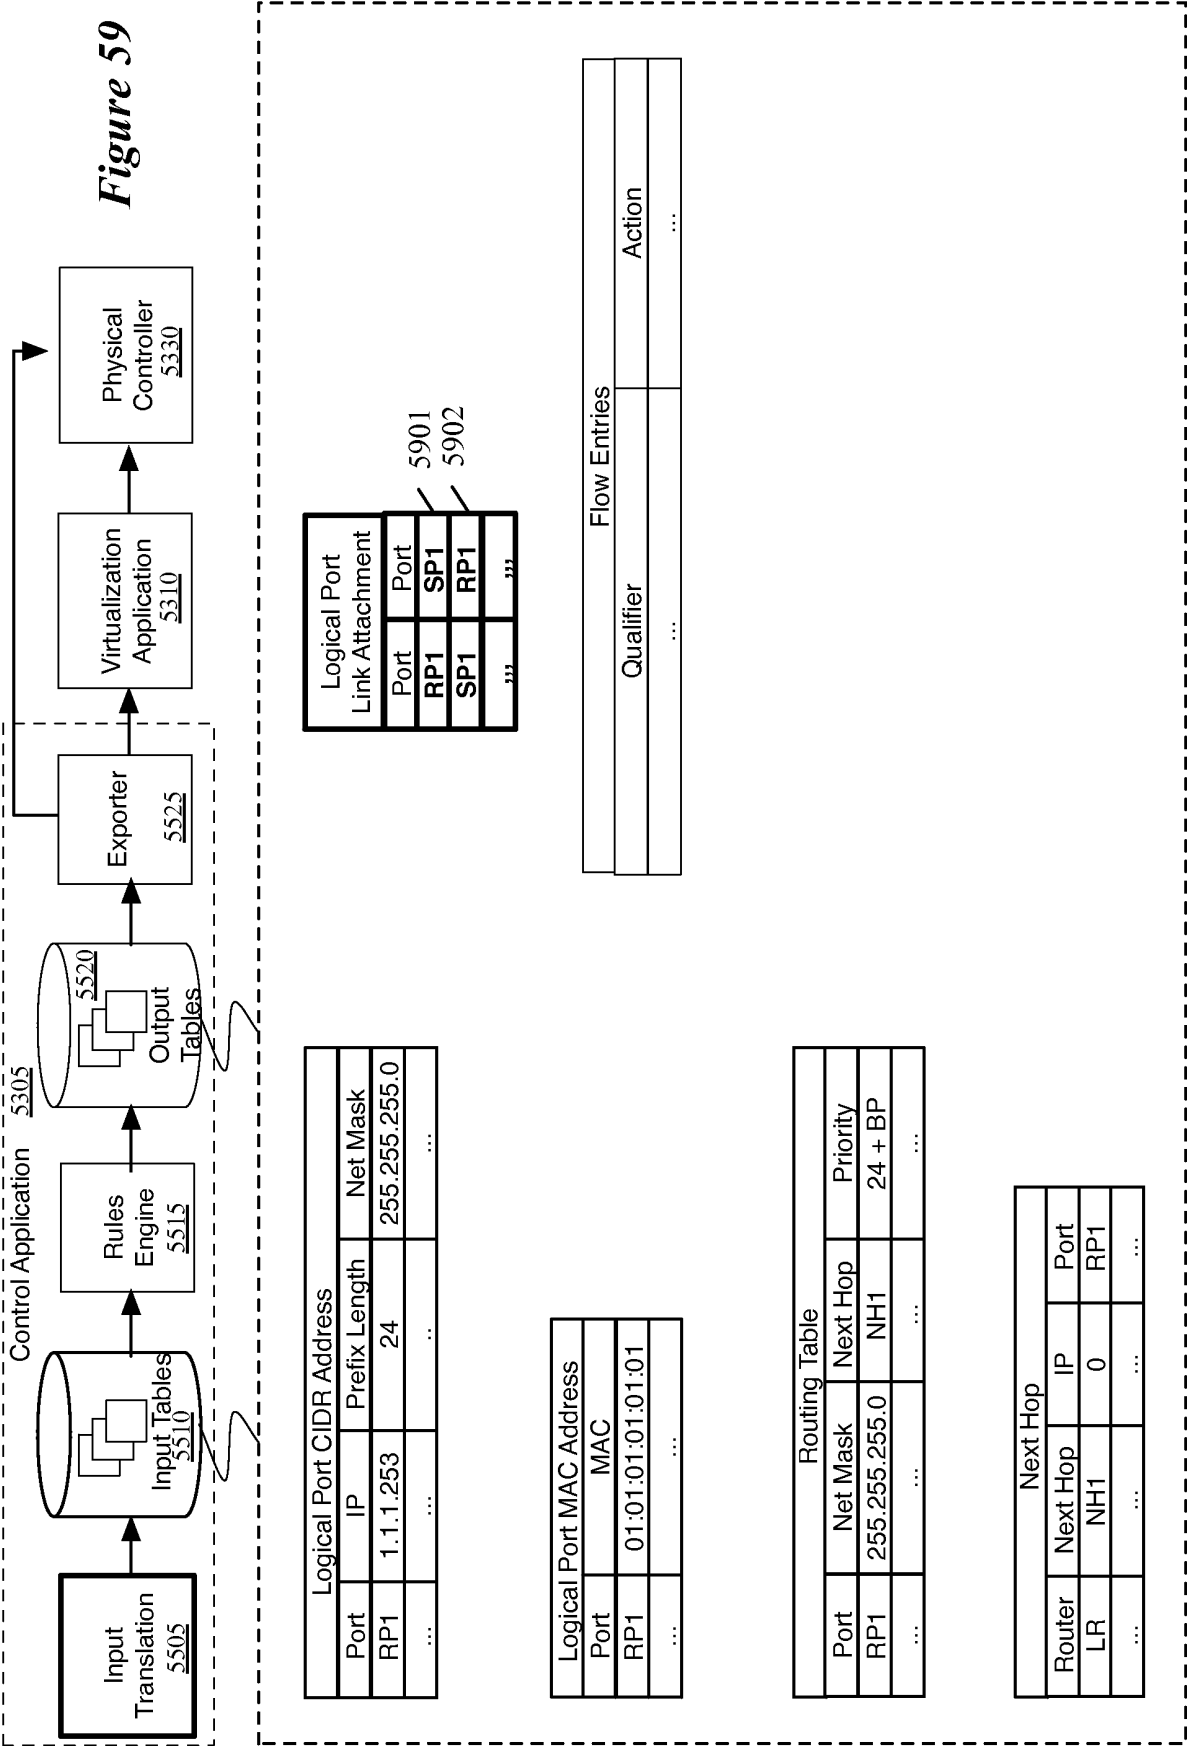 Figure 59
Control Application
5305
Input
Translation
5505
Input Tables
5510
Rules
Engine
5515
5520
Output
Tables
Exporter
5525
Virtualization
Application
5310
Physical
Controller
5330
Logical Port CIDR Address
Port IP Prefix Length Net Mask
RP1 1.1.1.253 24 255.255.255.0
... ... .. ...
Logical Port
Link Attachment
Port Port
RP1 SP1
5901
SP1 RP1
5902
,,, ,,,
Logical Port MAC Address
Port MAC
RP1 01:01:01:01:01:01
... ...
Flow Entries
Qualifier Action
... ...
Routing Table
Port Net Mask Next Hop Priority
RP1 255.255.255.0 NH1 24 + BP
... ... ... ...
Next Hop
Router Next Hop IP Port
LR NH1 0 RP1
... ... ... ...